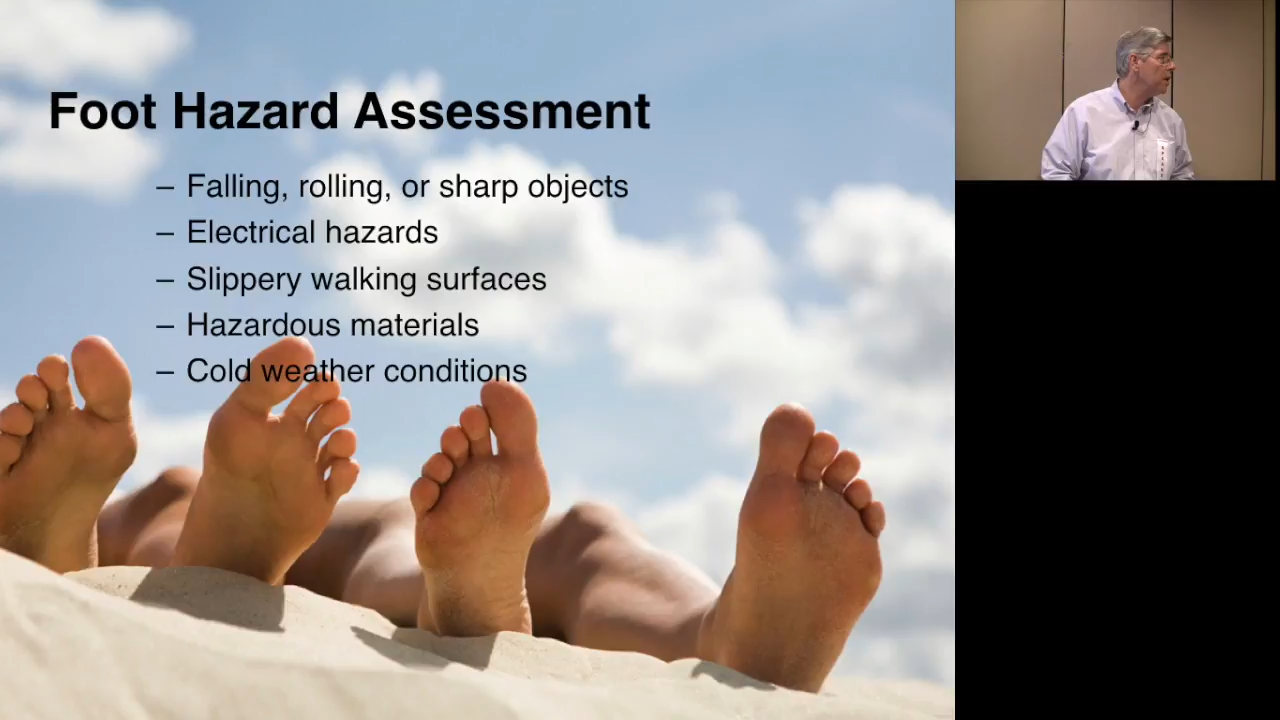 Foot Hazard Assessment
– Falling, rolling, or sharp objects
– Electrical hazards
– Slippery walking surfaces
– Hazardous materials
– Cold weather conditions